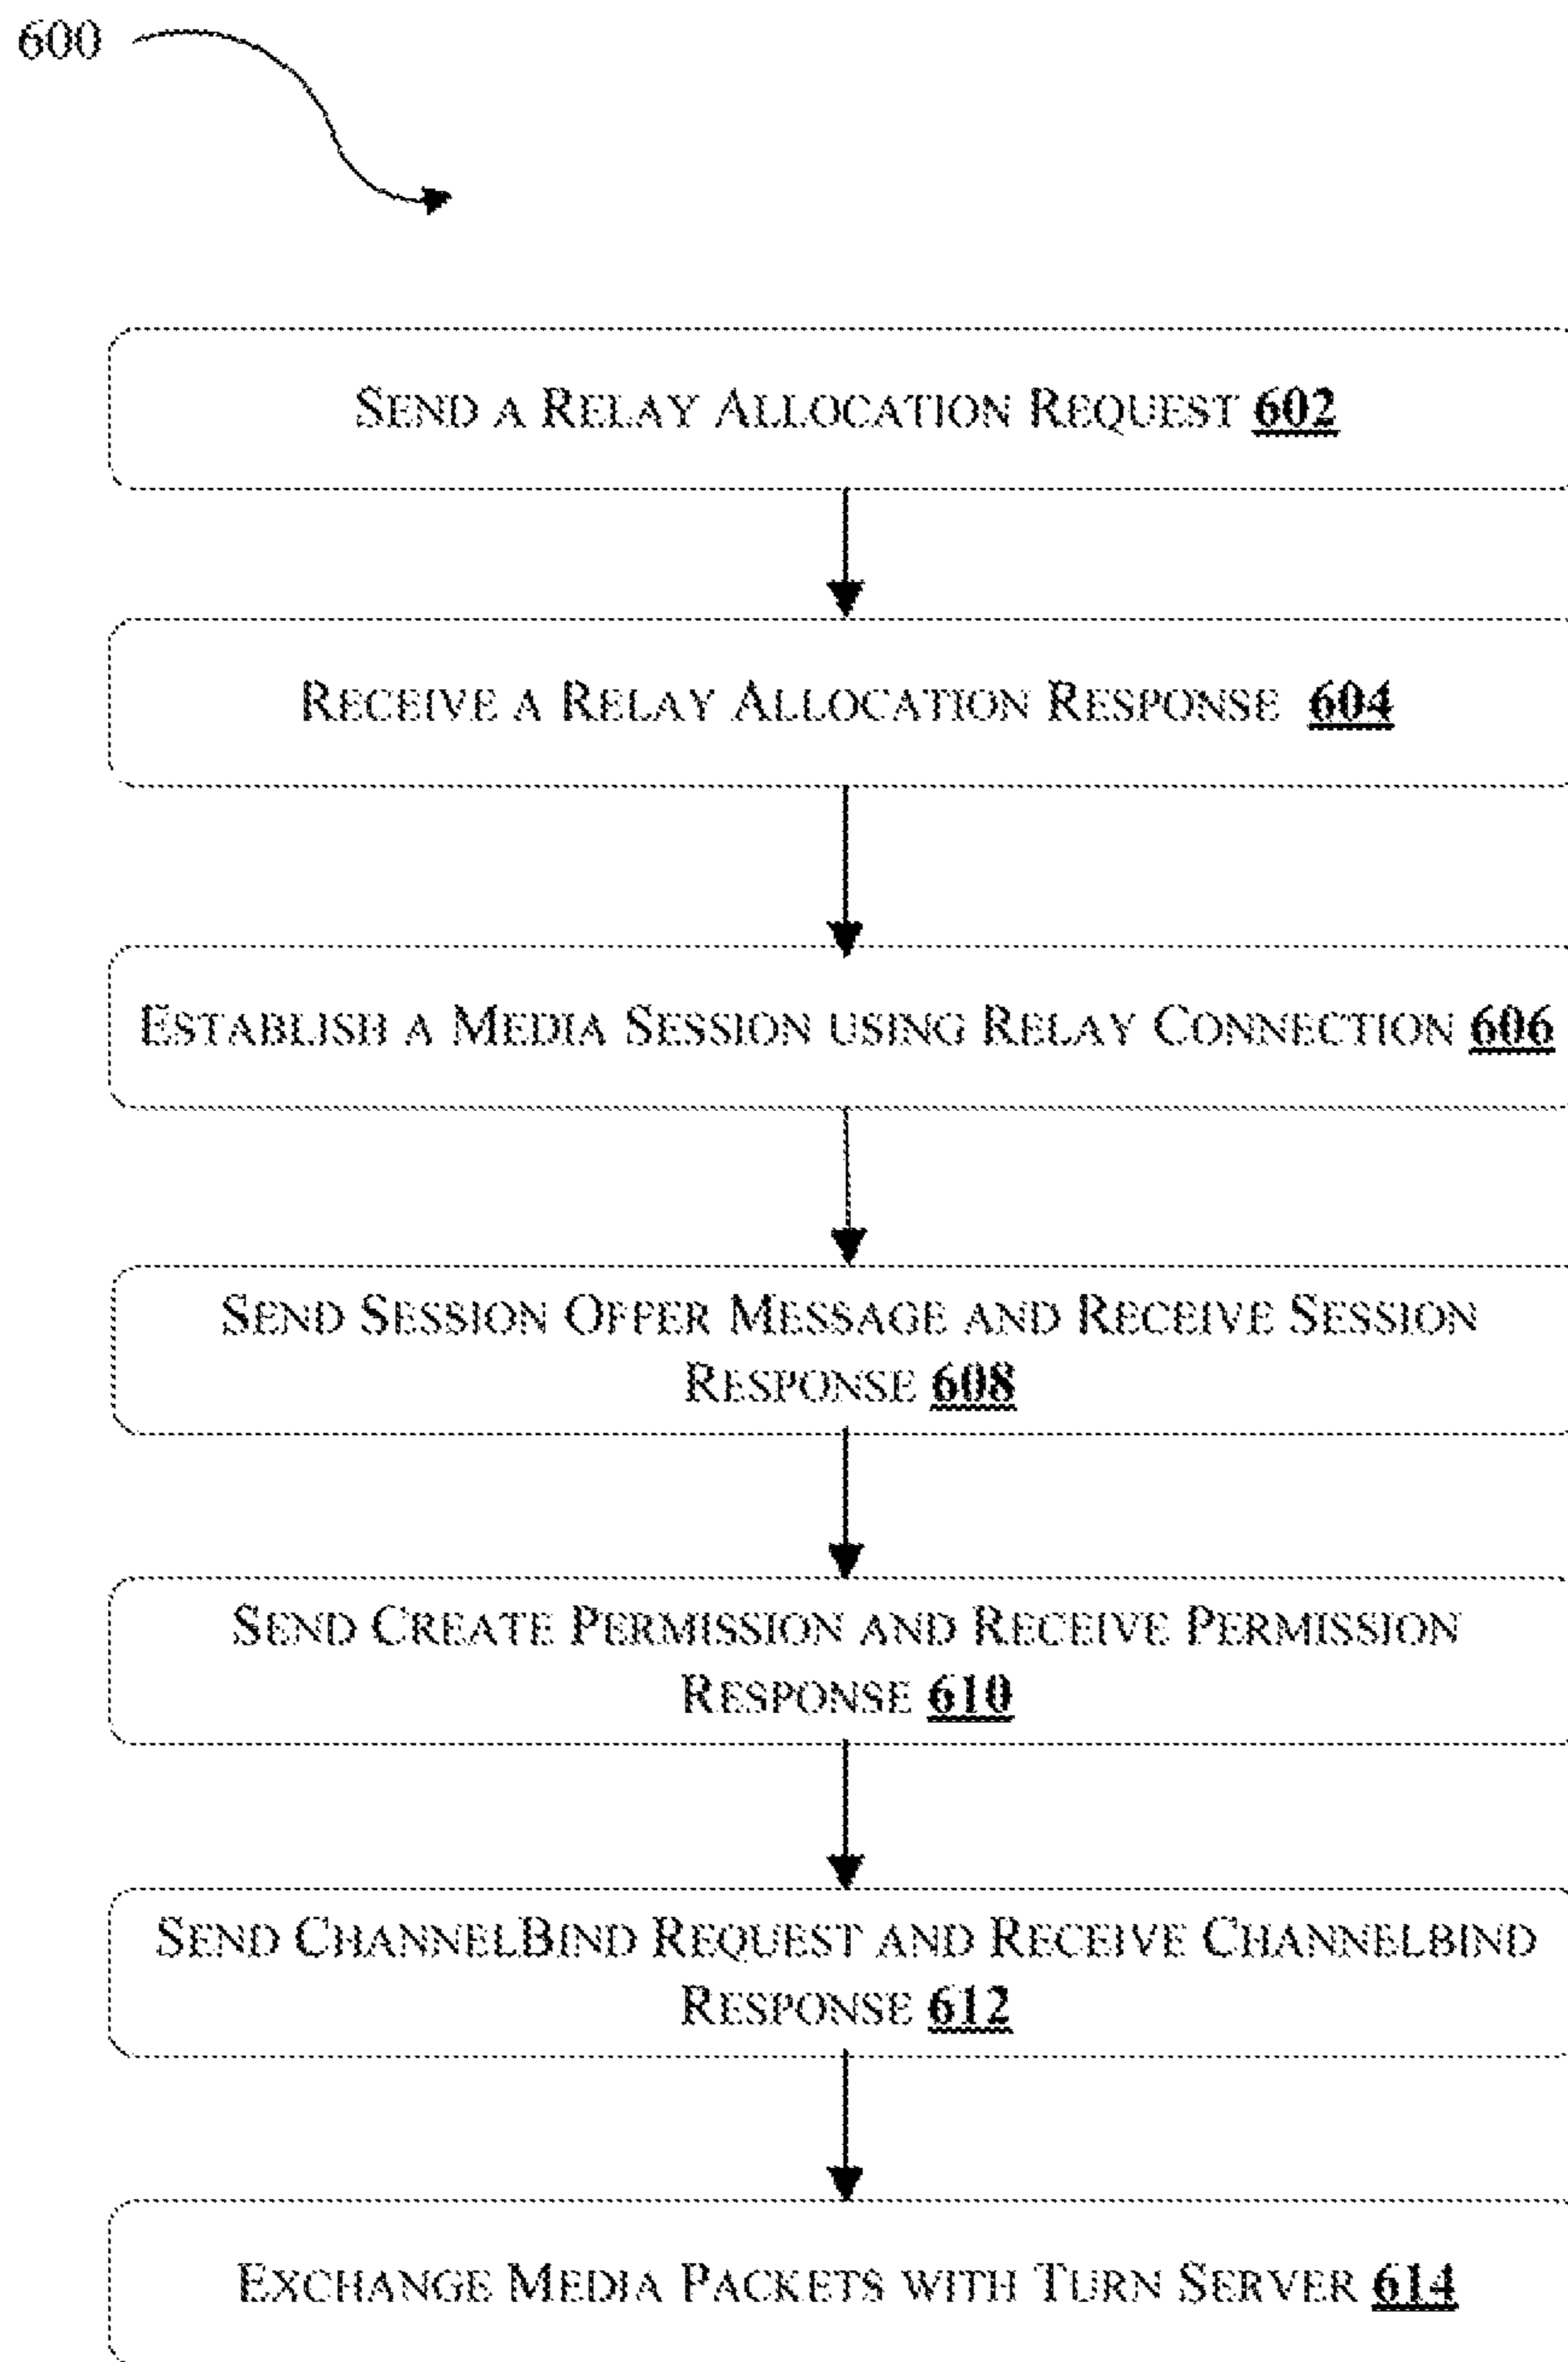 600
SEND A RELAY ALLOCATION REQUEST 602
RECEIVE A RELAY ALLOCATION RESPONSE 604
ESTABLISH A MEDIA SESSION USING RELAY CONNECTION 606
SEND SESSION OFFER MESSAGE AND RECEIVE SESSION
RESPONSE 608
SEND CREATE PERMISSION AND RECEIVE PERMISSION
RESPONSE 610
SEND CHANNELBIND REQUEST AND RECEIVE CHANNELBIND
RESPONSE 612
EXCHANGE MEDIA PACKETS WITH TURN SERVER 614